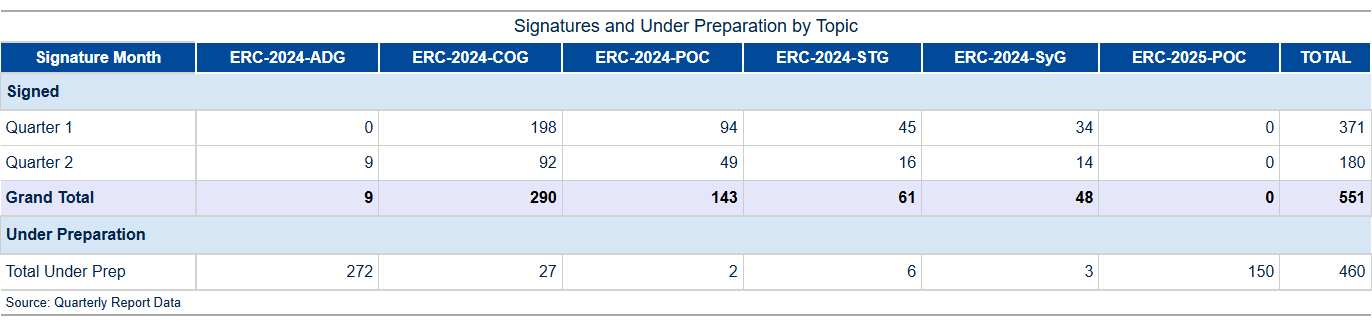 Signatures and Under Preparation by Topic
Signature Month ERC-2024-ADG ERC-2024-COG ERC-2024-POC ERC-2024-STG ERC-2024-SyG ERC-2025-POC TOTAL
Signed
Quarter 1 0 198 94 45 34 0 371
Quarter 2 9 92 49 16 14 0 180
Grand Total 9 290 143 61 48 0 551
Under Preparation
Total Under Prep 272 27 2 6 3 150 460
Source: Quarterly Report Data